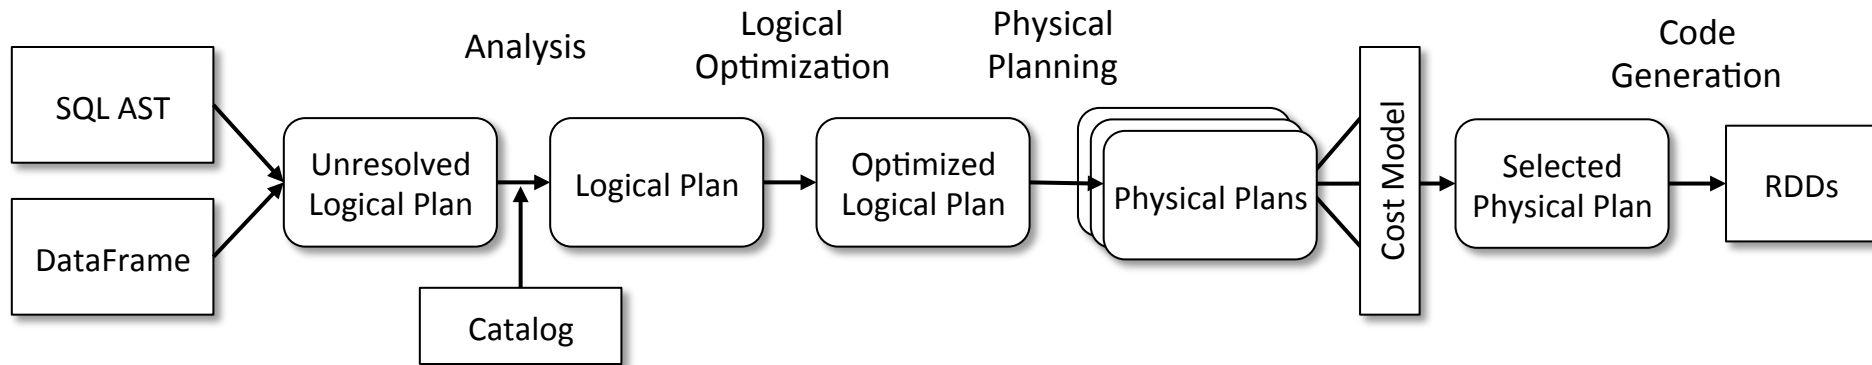 Analysis
Logical
Optimization
Physical
Planning
Code
Generation
SQL AST
DataFrame
Unresolved
Logical Plan
Catalog
Logical Plan
Optimized
Logical Plan
Physical Plans
Cost Model
Selected
Physical Plan
RDDs